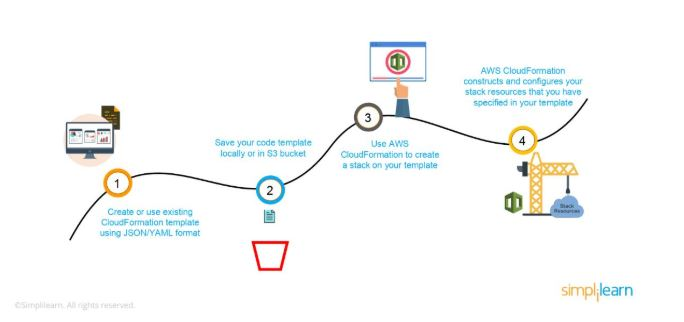 1
Create or use existing
CloudFormation template
using JSON/YAML format
Save your code template
locally or in S3 bucket
2
3
Use AWS
CloudFormation to create
a stack on your template
AWS CloudFormation
constructs and configures your
stack resources that you have
specified in your template
4
Stack
Resources
simplilearn
©Simplilearn. All rights reserved.